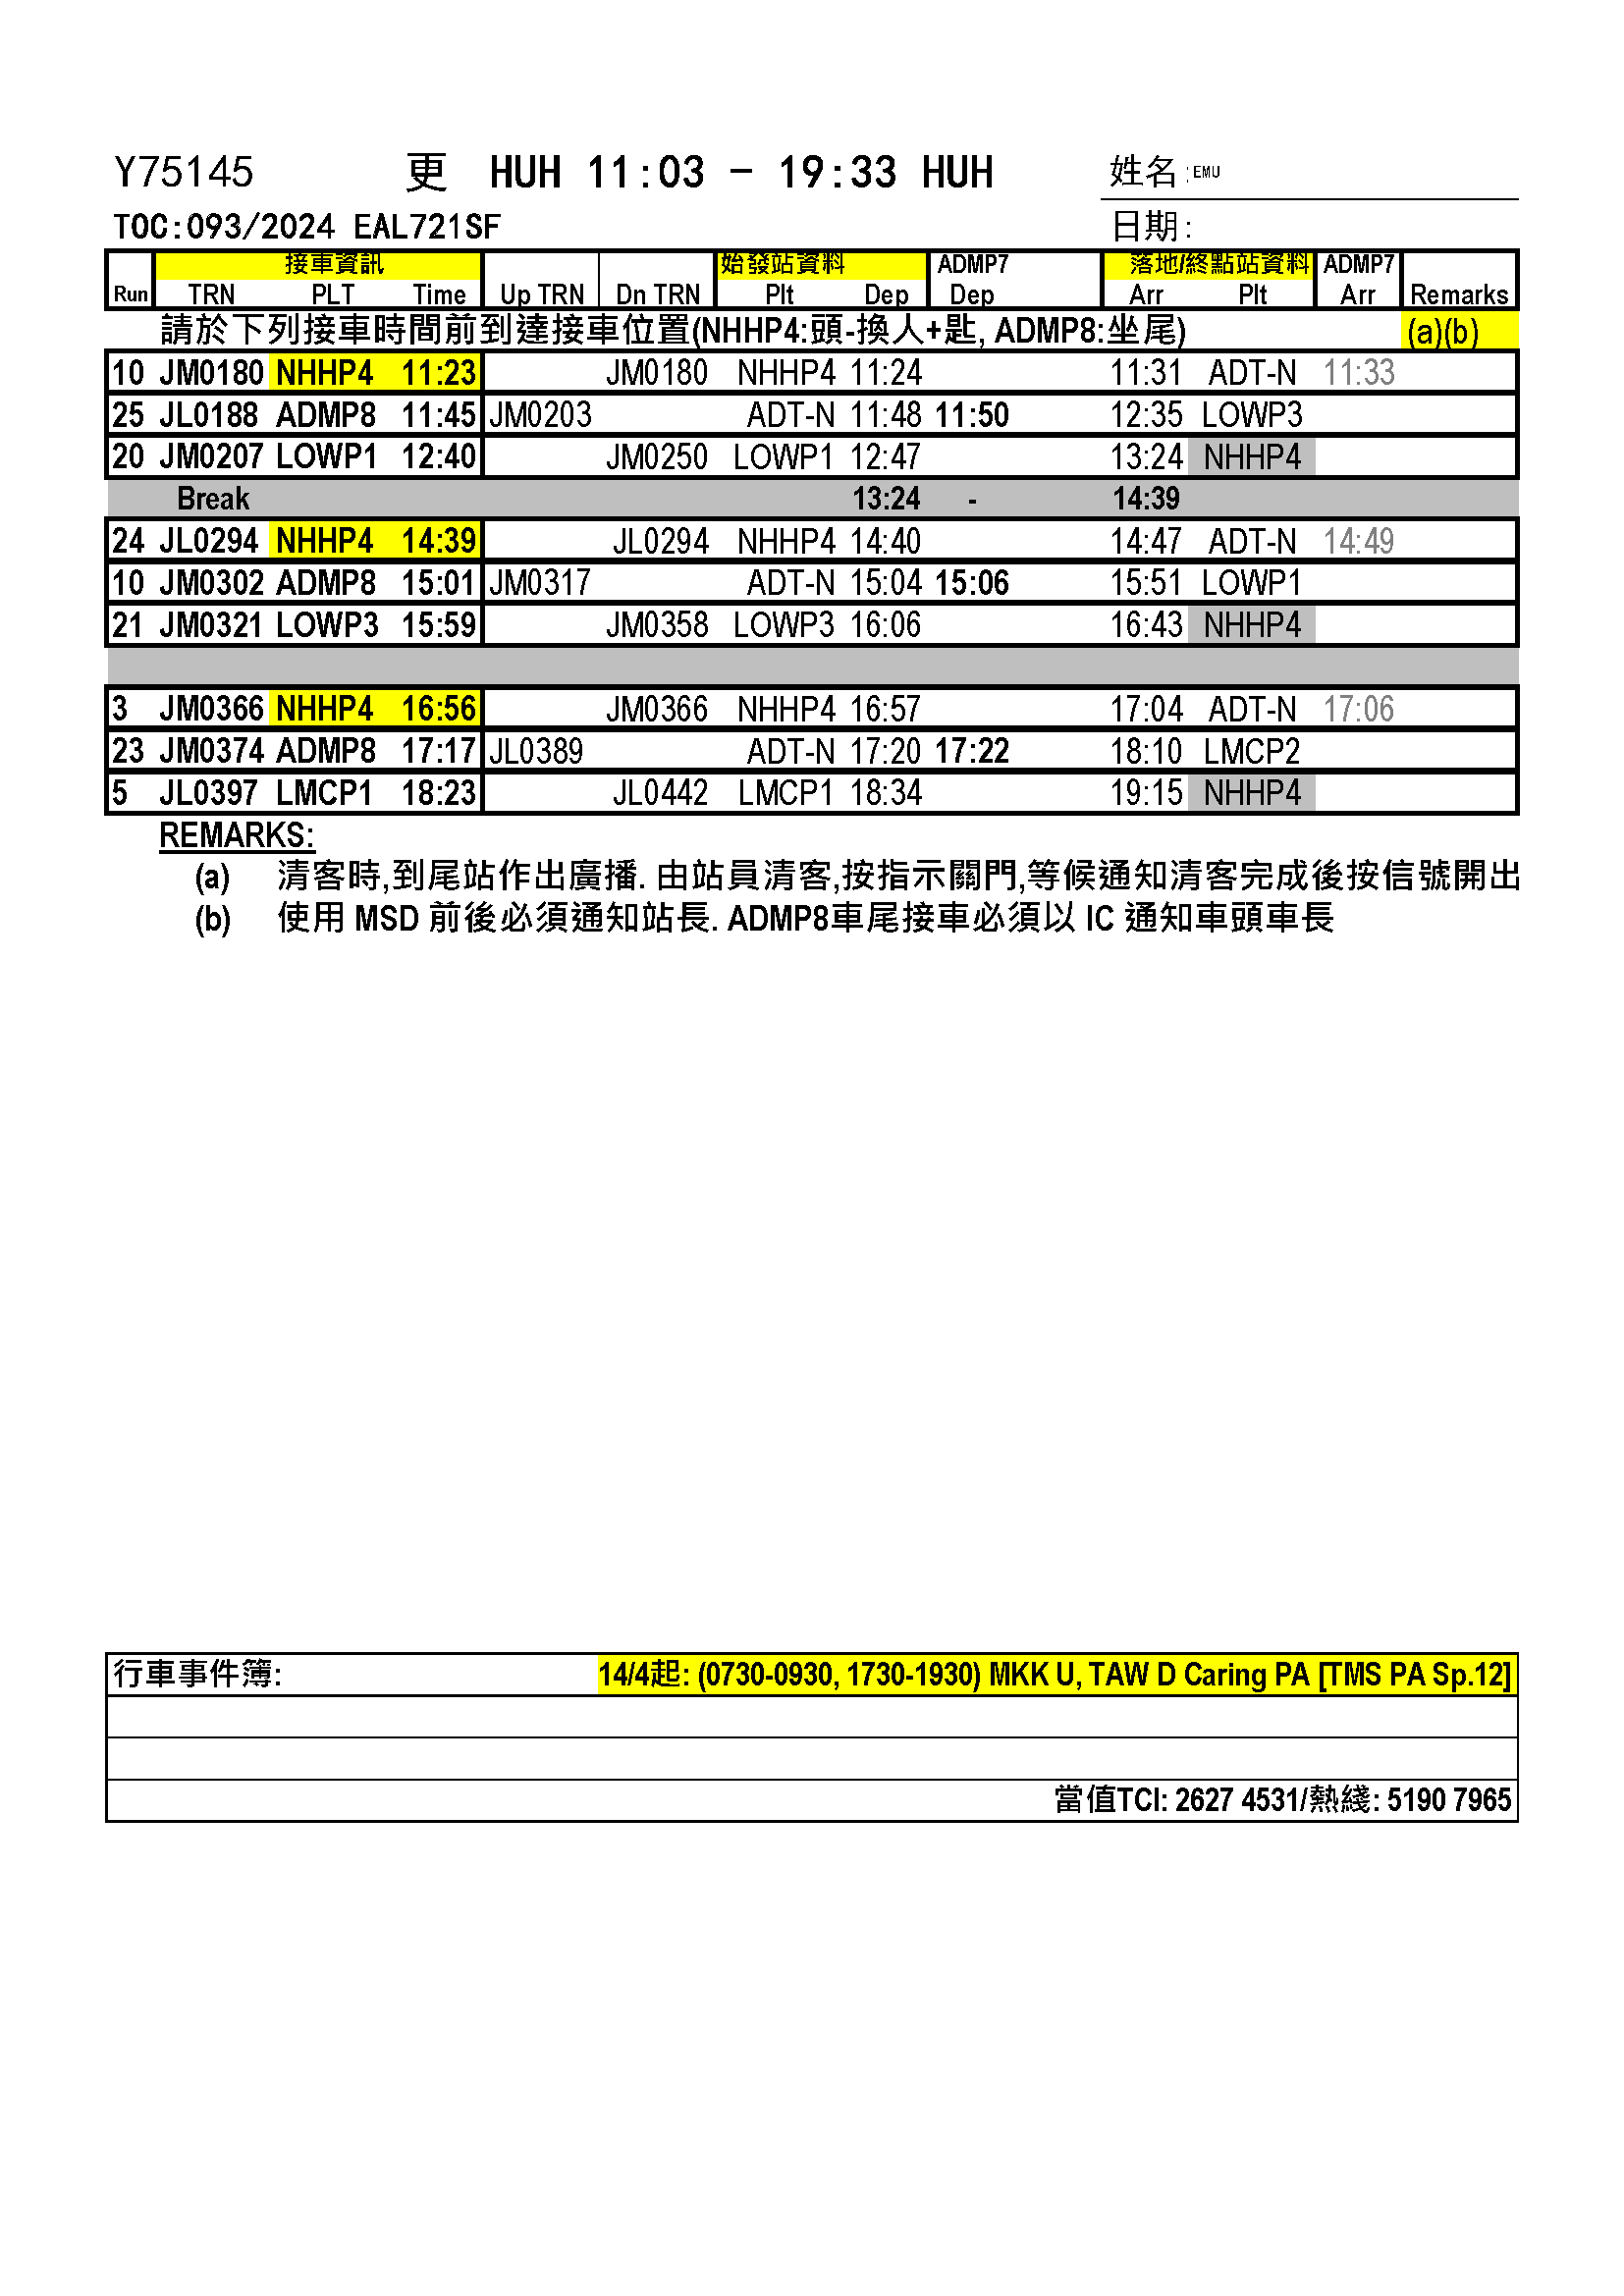 Y75145 更 HUH 11:03 - 19:33 HUH 姓名:EMU
TOC:093/2024 EAL721SF 日期:
接車資訊 始發站資料 ADMP7 落地/終點站資料 ADMP7
Run TRN PLT Time Up TRN Dn TRN Plt Dep Dep Arr Plt Arr Remarks
請於下列接車時間前到達接車位置(NHHP4:頭-換人+匙, ADMP8:坐尾) (a)(b)
10 JM0180 NHHP4 11:23 JM0180 NHHP4 11:24 11:31 ADT-N 11:33
25 JL0188 ADMP8 11:45 JM0203 ADT-N 11:48 11:50 12:35 LOWP3
20 JM0207 LOWP1 12:40 JM0250 LOWP1 12:47 13:24 NHHP4
Break 13:24 - 14:39
24 JL0294 NHHP4 14:39 JL0294 NHHP4 14:40 14:47 ADT-N 14:49
10 JM0302 ADMP8 15:01 JM0317 ADT-N 15:04 15:06 15:51 LOWP1
21 JM0321 LOWP3 15:59 JM0358 LOWP3 16:06 16:43 NHHP4
3 JM0366 NHHP4 16:56 JM0366 NHHP4 16:57 17:04 ADT-N 17:06
23 JM0374 ADMP8 17:17 JL0389 ADT-N 17:20 17:22 18:10 LMCP2
5 JL0397 LMCP1 18:23 JL0442 LMCP1 18:34 19:15 NHHP4
REMARKS:
(a) 清客時,到尾站作出廣播. 由站員清客,按指示關門,等候通知清客完成後按信號開出
(b) 使用 MSD 前後必須通知站長. ADMP8車尾接車必須以 IC 通知車頭車長
行車事件簿: 14/4起: (0730-0930, 1730-1930) MKK U, TAW D Caring PA [TMS PA Sp.12]
當值TCI: 2627 4531/熱綫: 5190 7965